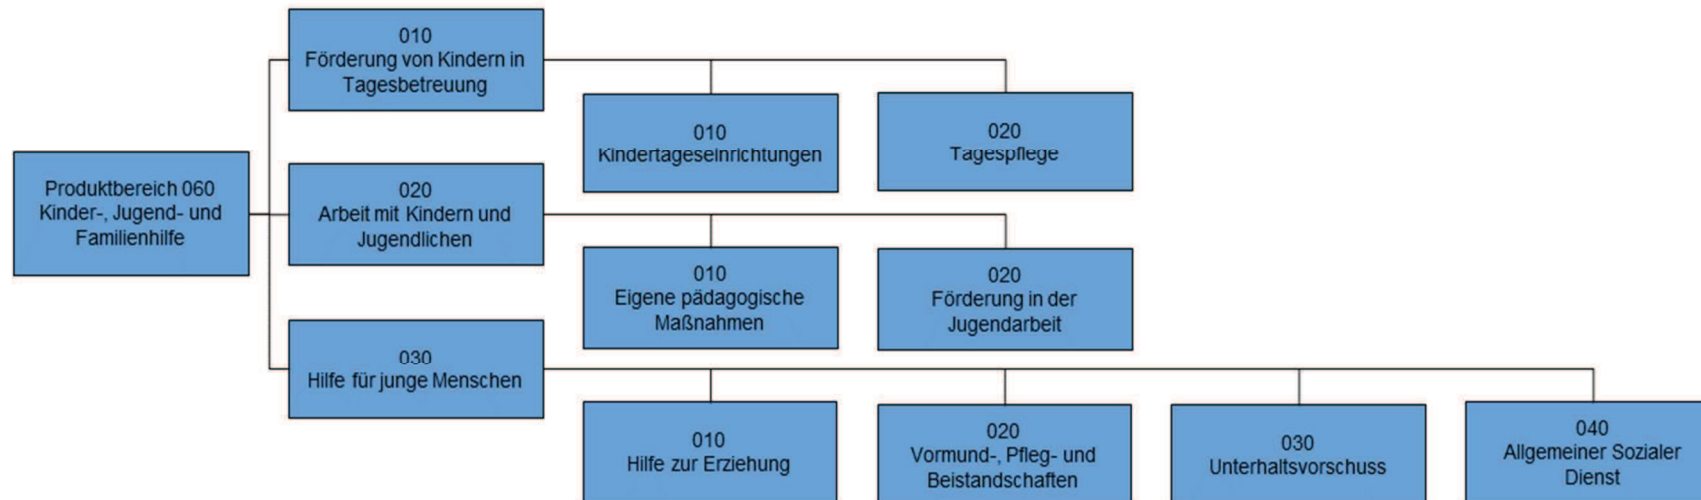 Produktbereich 060
Kinder-, Jugend- und
Familienhilfe
010
Förderung von Kindern in
Tagesbetreuung
010
Kindertageseinrichtungen
020
Tagespflege
020
Arbeit mit Kindern und
Jugendlichen
010
Eigene pädagogische
Maßnahmen
020
Förderung in der
Jugendarbeit
030
Hilfe für junge Menschen
010
Hilfe zur Erziehung
020
Vormund-, Pfleg- und
Beistandschaften
030
Unterhaltsvorschuss
040
Allgemeiner Sozialer
Dienst